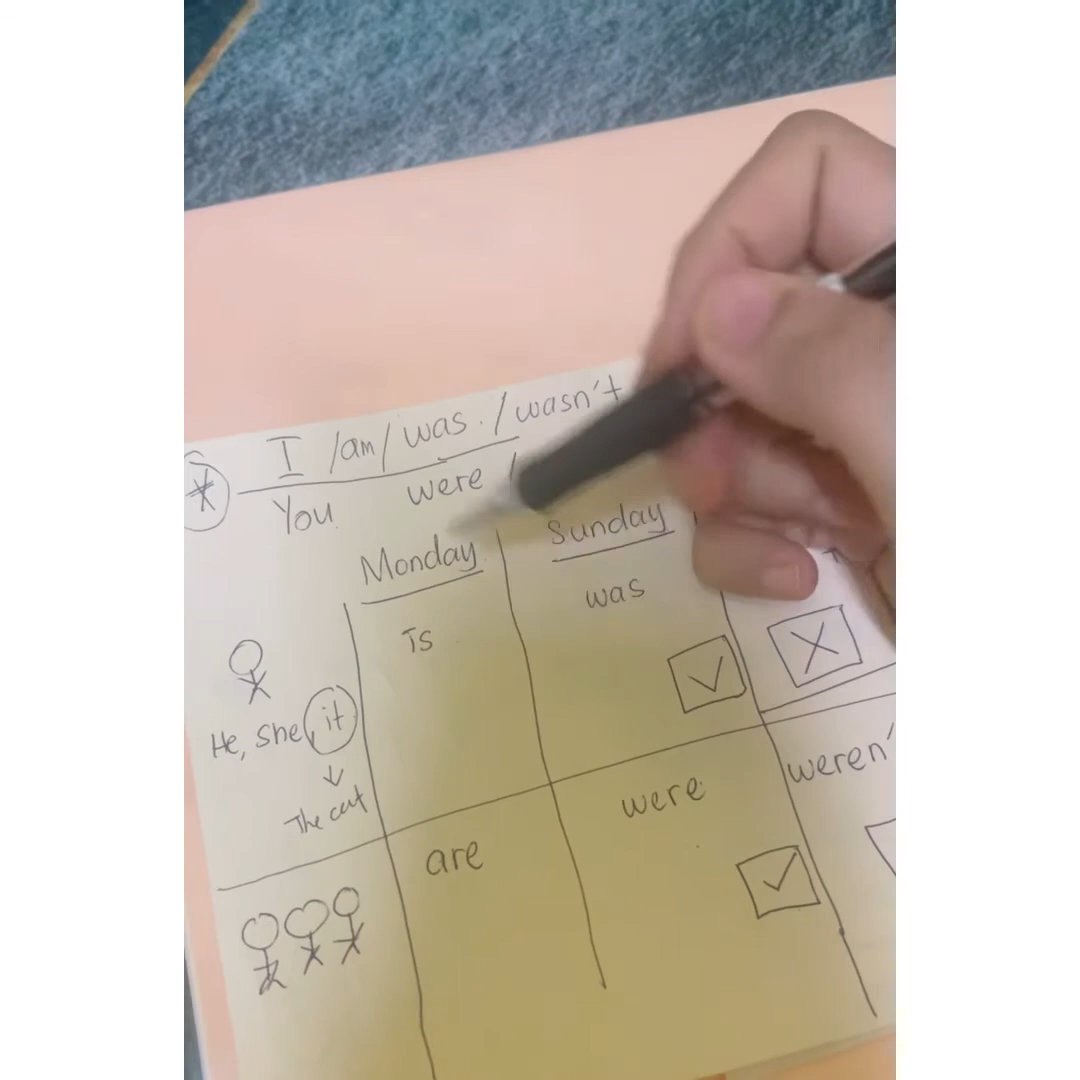 I /am/ was. / wasn't
You were /
Monday Sunday
is was
He, she, it
The cat
are were weren'